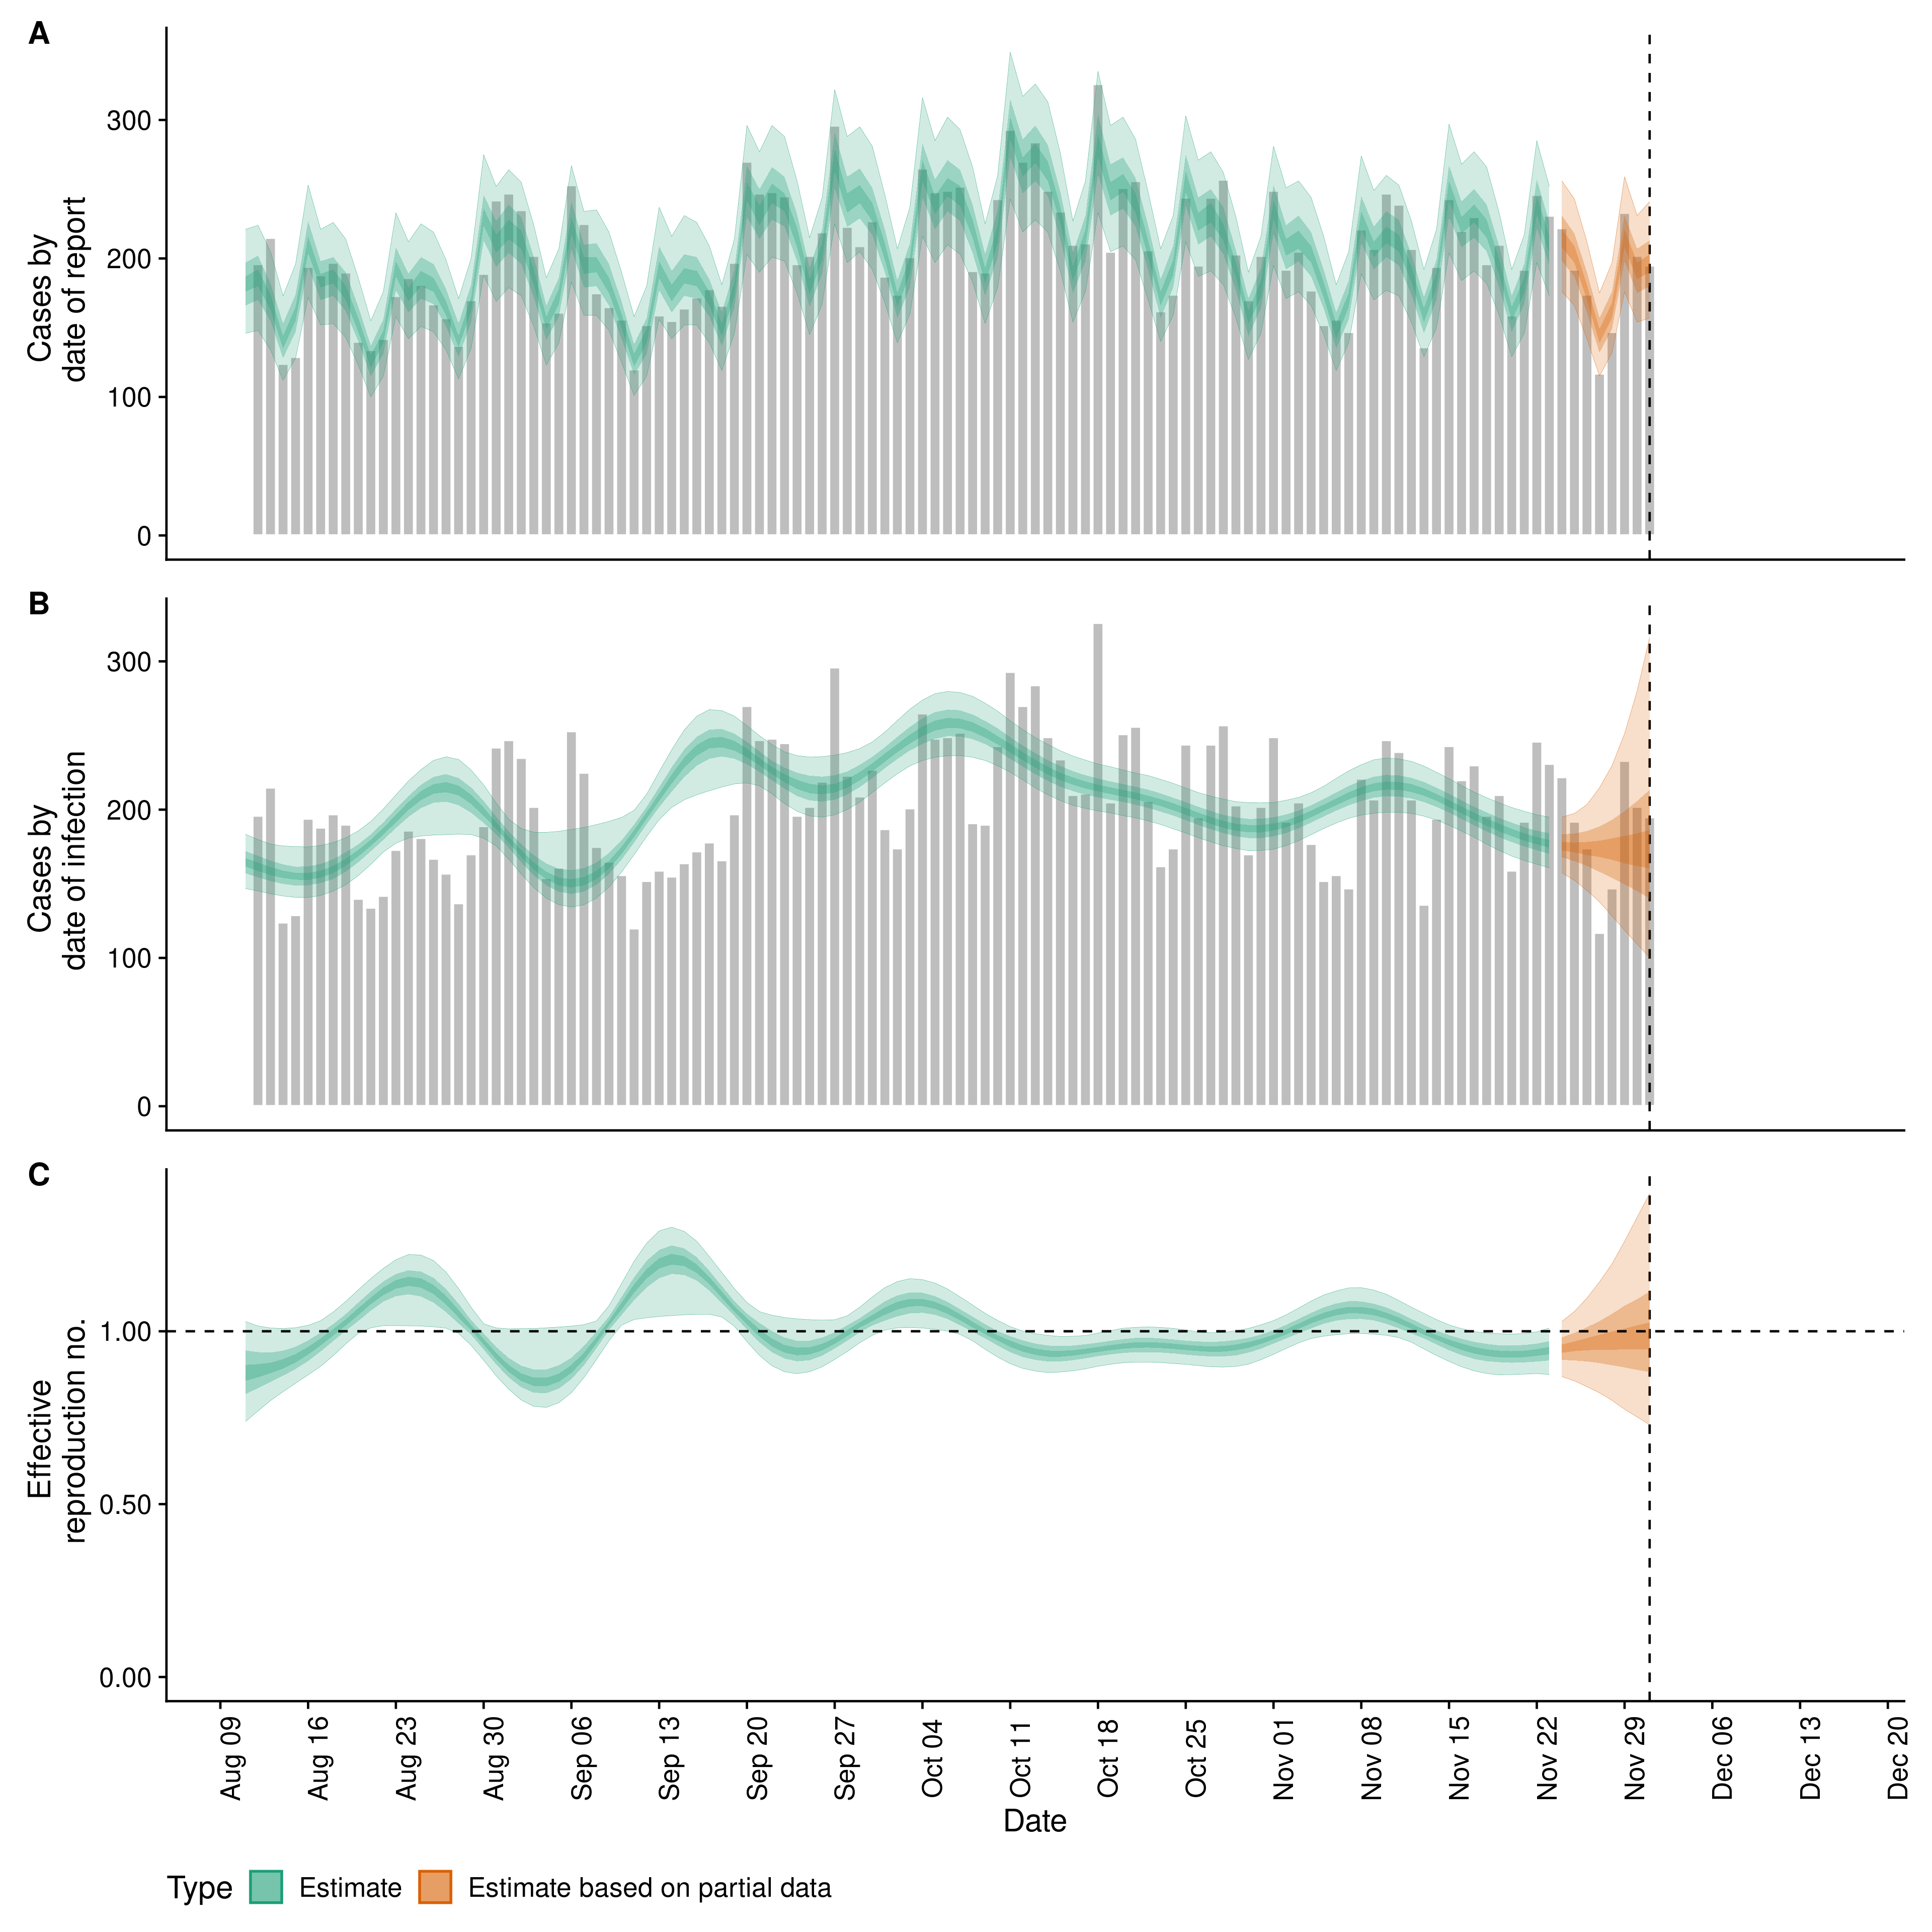 A
Cases by
date of report
300
200
100
0
B
Cases by
date of infection
300
200
100
0
C
Effective
reproduction no.
1.00
0.50
0.00
Aug 09
Aug 16
Aug 23
Aug 30
Sep 06
Sep 13
Sep 20
Sep 27
Oct 04
Oct 11
Oct 18
Oct 25
Nov 01
Nov 08
Nov 15
Nov 22
Nov 29
Dec 06
Dec 13
Dec 20
Date
Type Estimate Estimate based on partial data